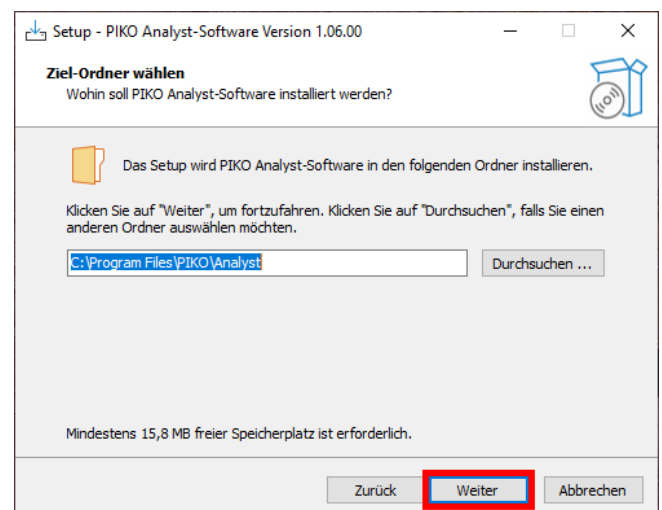 Setup - PIKO Analyst-Software Version 1.06.00
Ziel-Ordner wählen
Wohin soll PIKO Analyst-Software installiert werden?
Das Setup wird PIKO Analyst-Software in den folgenden Ordner installieren.
Klicken Sie auf "Weiter", um fortzufahren. Klicken Sie auf "Durchsuchen", falls Sie einen
anderen Ordner auswählen möchten.
C:\Program Files\PIKO\Analyst
Durchsuchen ...
Mindestens 15,8 MB freier Speicherplatz ist erforderlich.
Zurück
Weiter
Abbrechen